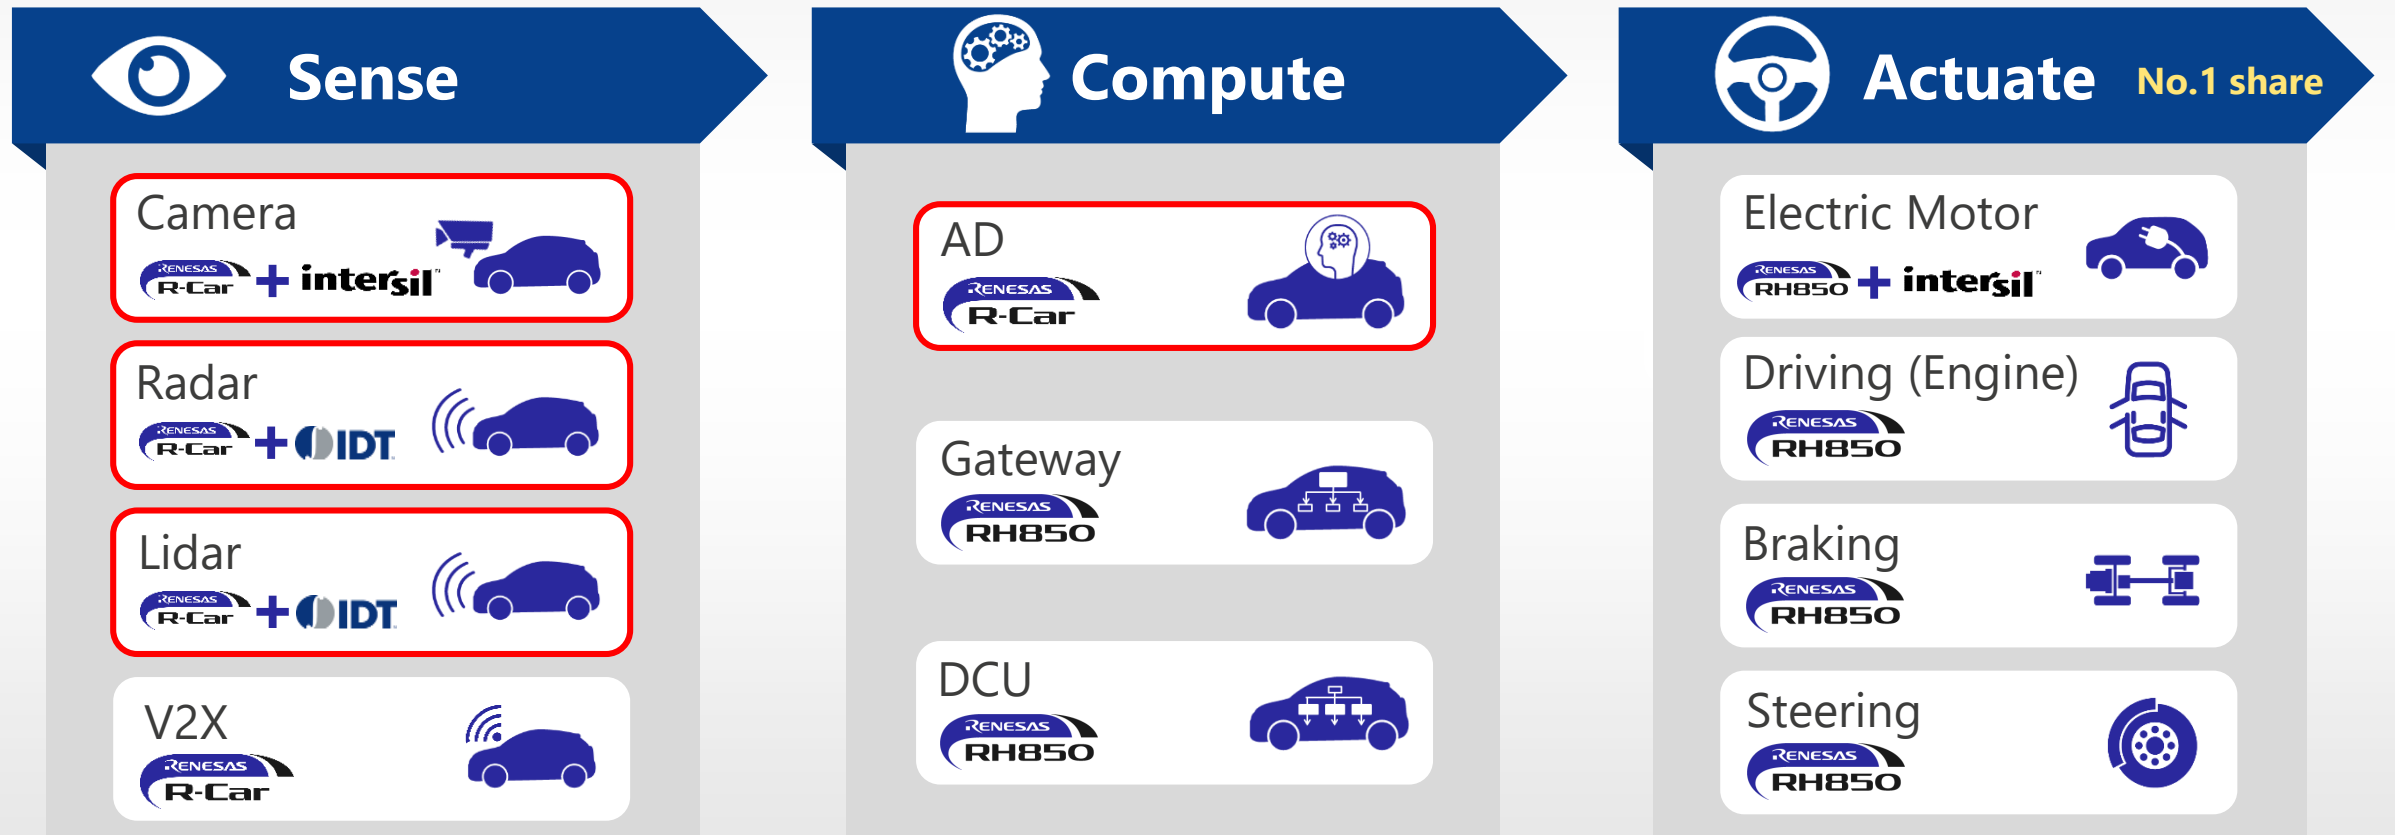 Sense
Camera
RENESAS
R-Car
+
intersil™
Radar
RENESAS
R-Car
+
IDT
Lidar
RENESAS
R-Car
+
IDT
V2X
RENESAS
R-Car
Compute
AD
RENESAS
R-Car
Gateway
RENESAS
RH850
DCU
RENESAS
RH850
Actuate No.1 share
Electric Motor
RENESAS
RH850
+
intersil™
Driving (Engine)
RENESAS
RH850
Braking
RENESAS
RH850
Steering
RENESAS
RH850